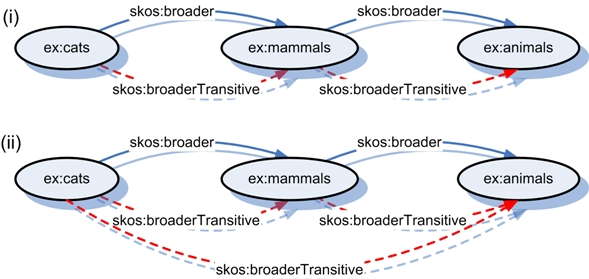 (i)
skos:broader skos:broader
ex:cats ex:mammals ex:animals
skos:broaderTransitive skos:broaderTransitive
(ii)
skos:broader skos:broader
ex:cats ex:mammals ex:animals
skos:broaderTransitive skos:broaderTransitive
skos:broaderTransitive